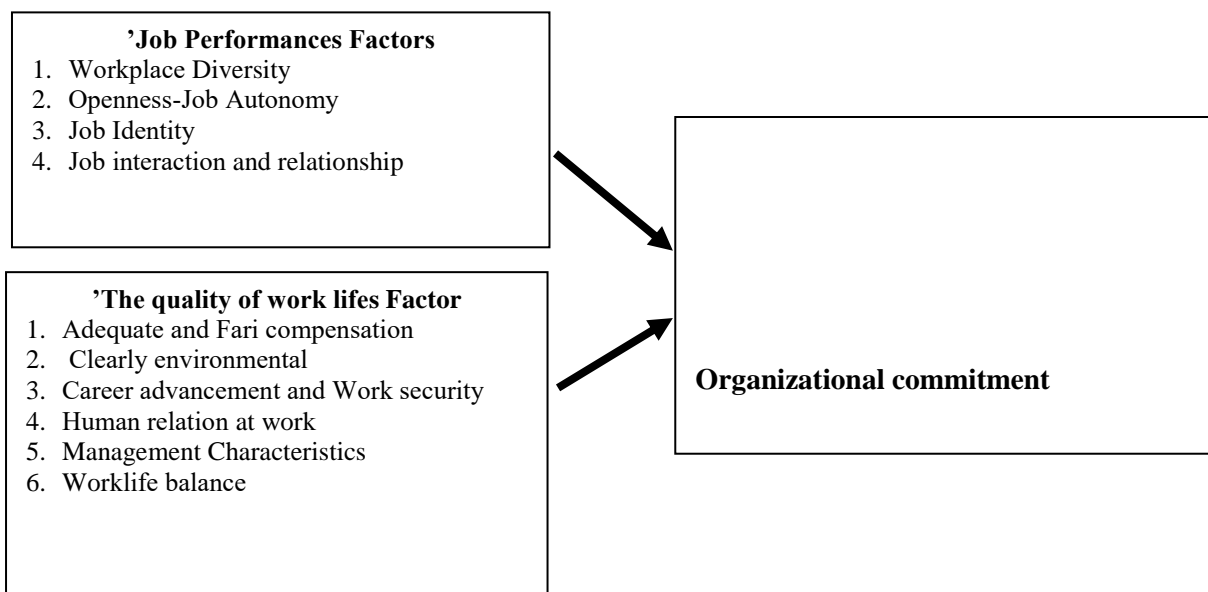 ’Job Performances Factors
1. Workplace Diversity
2. Openness-Job Autonomy
3. Job Identity
4. Job interaction and relationship
’The quality of work lifes Factor
1. Adequate and Fari compensation
2. Clearly environmental
3. Career advancement and Work security
4. Human relation at work
5. Management Characteristics
6. Worklife balance
Organizational commitment